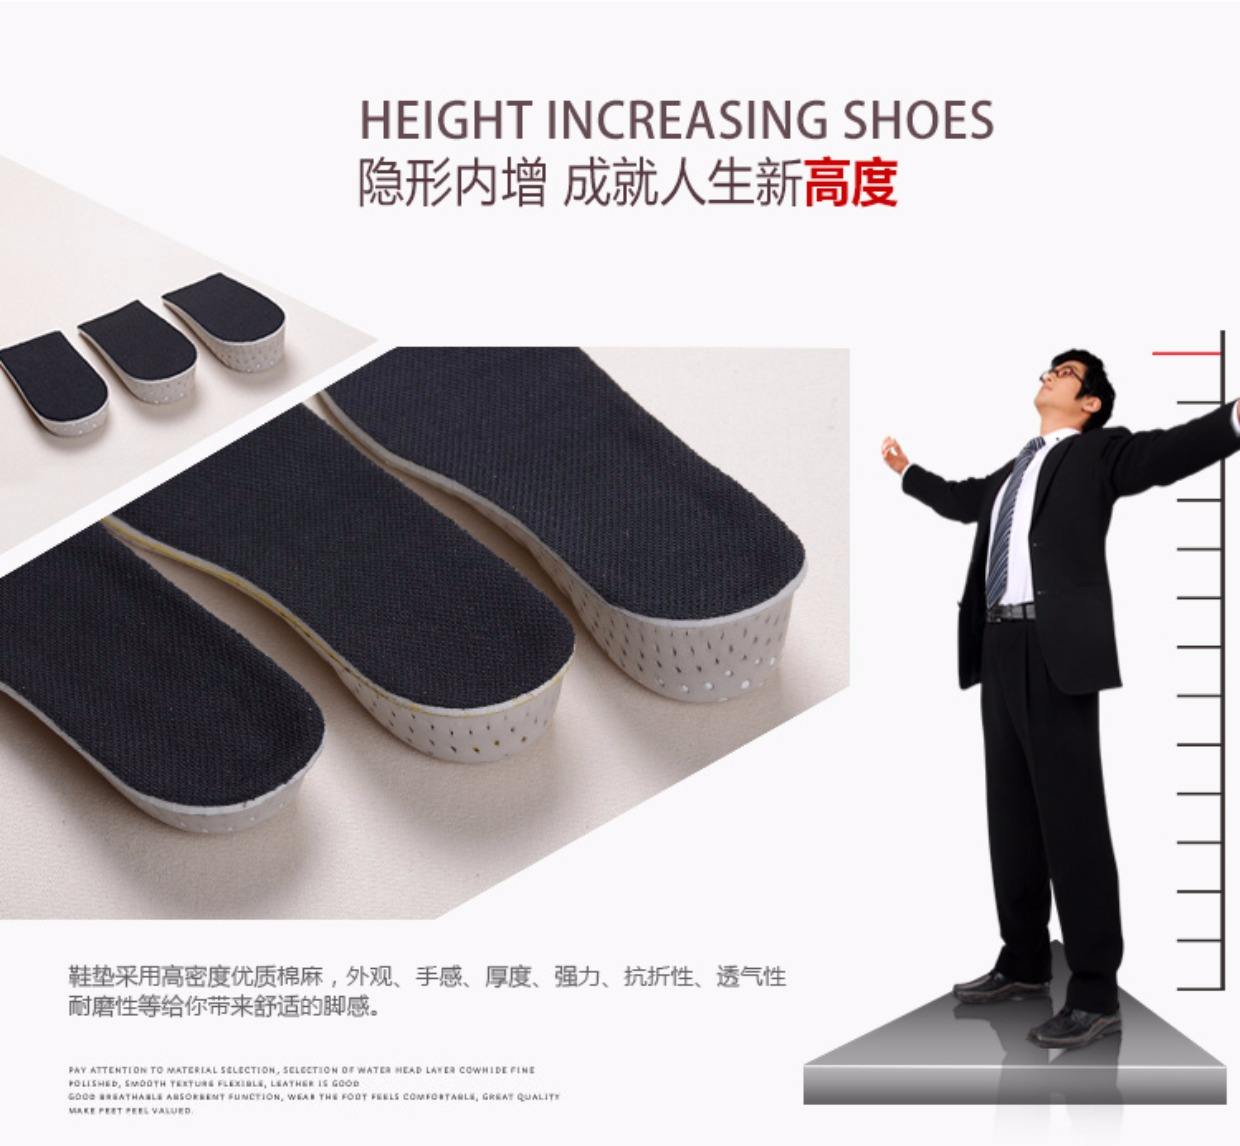 HEIGHT INCREASING SHOES
隐形内增 成就人生新高度
鞋垫采用高密度优质棉麻，外观、手感、厚度、强力、抗折性、透气性
耐磨性等给你带来舒适的脚感。
PAY ATTENTION TO MATERIAL SELECTION, SELECTION OF WATER HEAD LAYER COWHIDE FINE
POLISHED, SMOOTH TEXTURE FLEXIBLE, LEATHER IS GOOD
GOOD BREATHABLE ABSORBENT FUNCTION, WEAR THE FOOT FEELS COMFORTABLE, GREAT QUALITY
MAKE FEET FEEL VALUED.